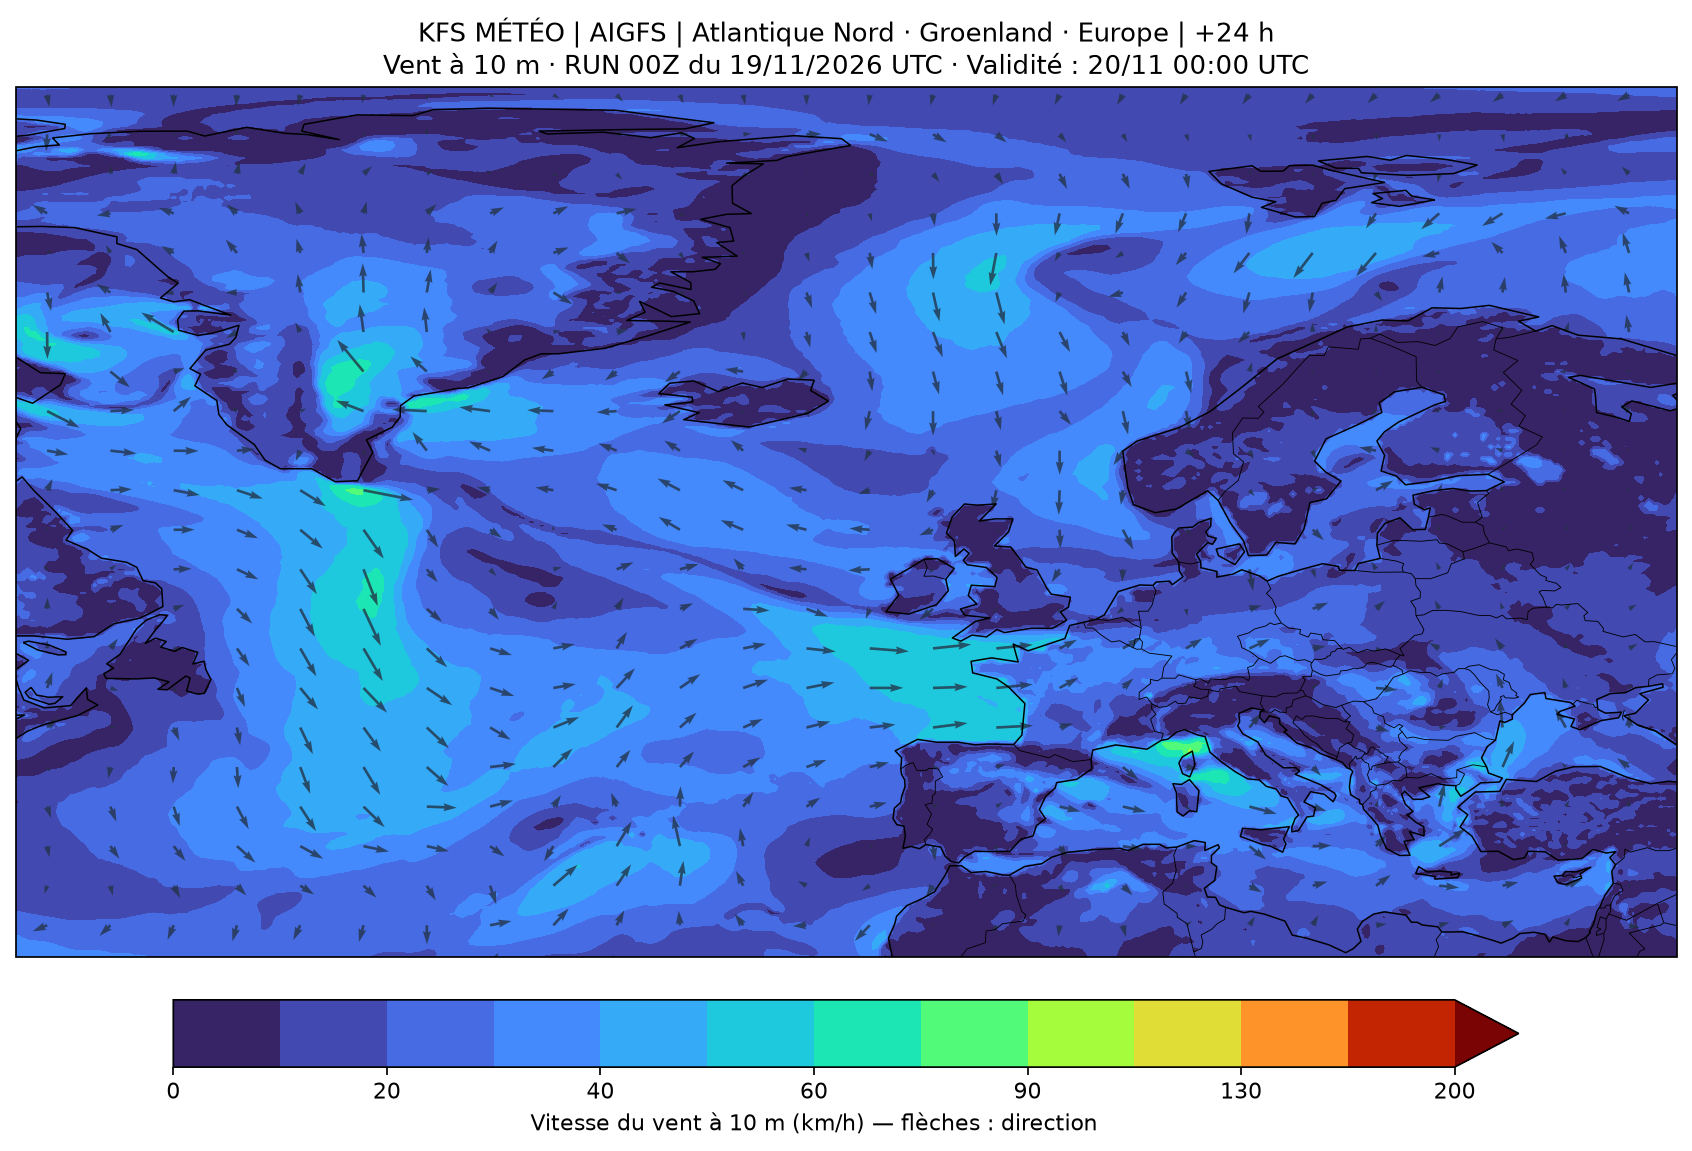 KFS MÉTÉO | AIGFS | Atlantique Nord · Groenland · Europe | +24 h
Vent à 10 m · RUN 00Z du 19/11/2026 UTC · Validité : 20/11 00:00 UTC
0 20 40 60 90 130 200
Vitesse du vent à 10 m (km/h) — flèches : direction